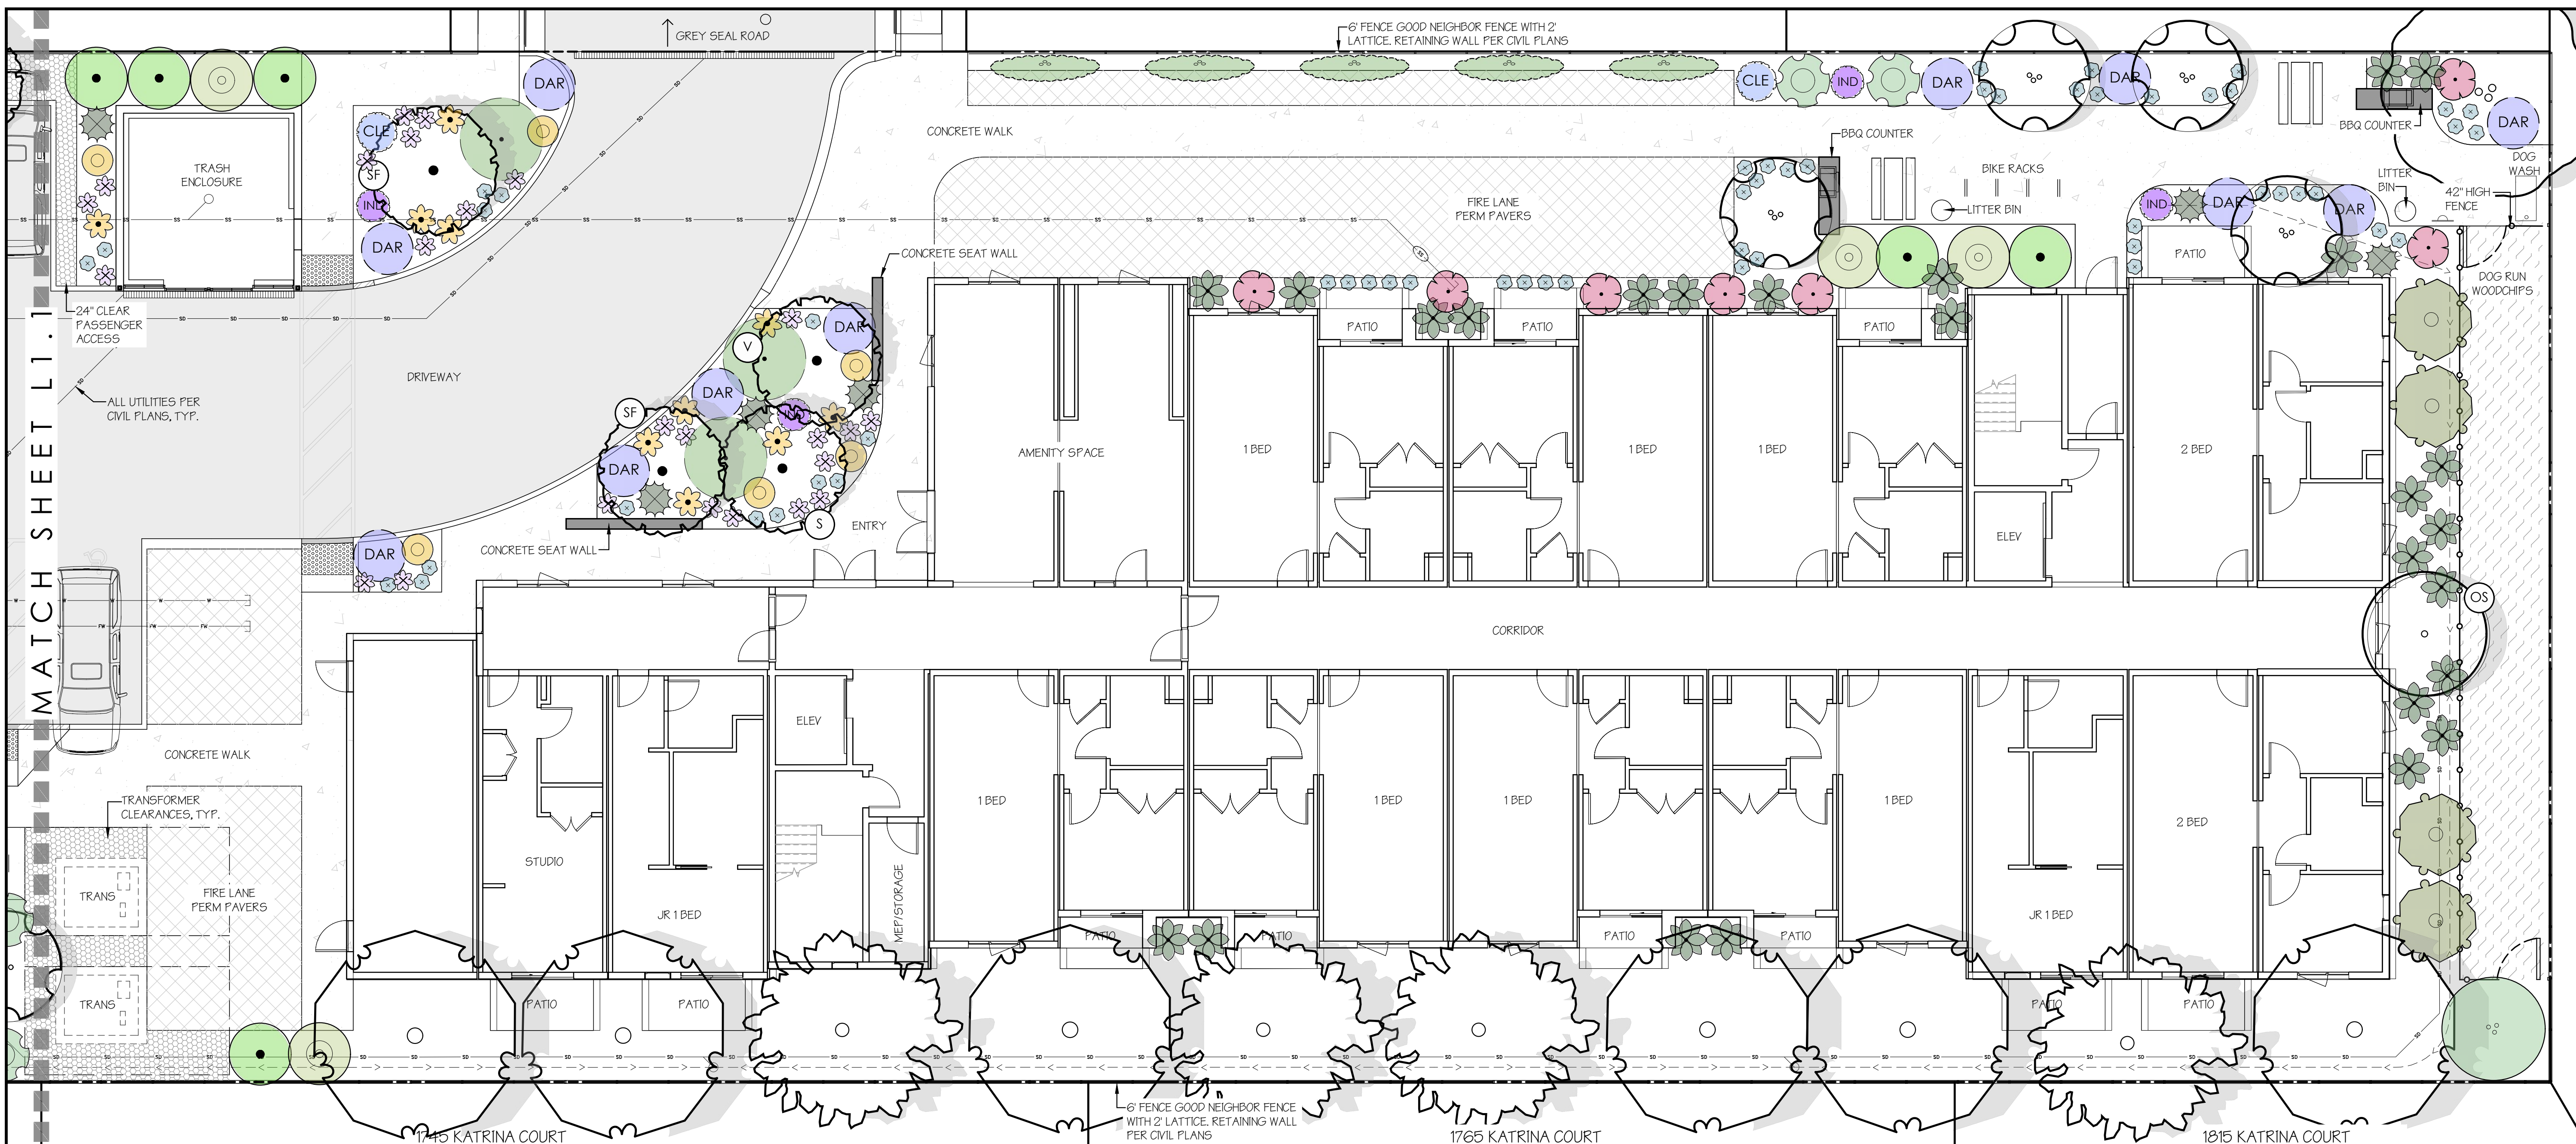 GREY SEAL ROAD
6' FENCE GOOD NEIGHBOR FENCE WITH 2'
LATTICE. RETAINING WALL PER CIVIL PLANS
DAR
CLE
IND
DAR
DAR
BBQ COUNTER
DAR
CLE
SF
IND
DAR
TRASH
ENCLOSURE
CONCRETE WALK
BBQ COUNTER
BIKE RACKS
LITTER BIN
DOG
WASH
LITTER
BIN
42" HIGH
FENCE
FIRE LANE
PERM PAVERS
IND
DAR
DAR
PATIO
CONCRETE SEAT WALL
DOG RUN
WOODCHIPS
24" CLEAR
PASSENGER
ACCESS
DRIVEWAY
ALL UTILITIES PER
CIVIL PLANS, TYP.
MATCH SHEET L1.1
V
DAR
DAR
IND
SF
DAR
S
ENTRY
CONCRETE SEAT WALL
DAR
PATIO
PATIO
PATIO
AMENITY SPACE
1 BED
1 BED
1 BED
2 BED
ELEV
OS
CORRIDOR
CONCRETE WALK
ELEV
TRANSFORMER
CLEARANCES, TYP.
TRANS
TRANS
FIRE LANE
PERM PAVERS
STUDIO
JR 1 BED
MEP/STORAGE
1 BED
1 BED
1 BED
1 BED
JR 1 BED
2 BED
PATIO
PATIO
PATIO
PATIO
PATIO
PATIO
PATIO
PATIO
6' FENCE GOOD NEIGHBOR FENCE
WITH 2' LATTICE. RETAINING WALL
PER CIVIL PLANS
1745 KATRINA COURT
1765 KATRINA COURT
1815 KATRINA COURT